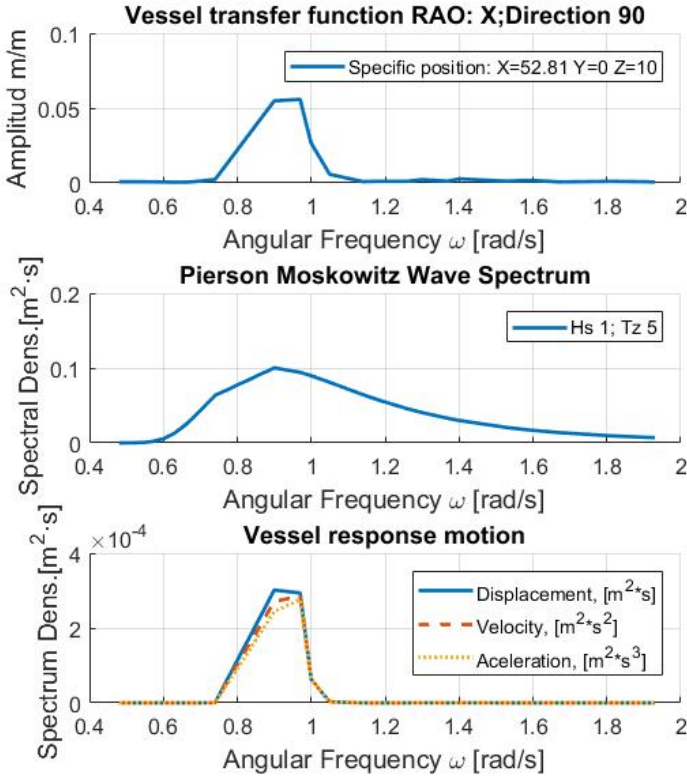 Vessel transfer function RAO: X;Direction 90
0.1
0.05
0
Amplitud m/m
Specific position: X=52.81 Y=0 Z=10
0.4 0.6 0.8 1 1.2 1.4 1.6 1.8 2
Angular Frequency ω [rad/s]
Pierson Moskowitz Wave Spectrum
0.2
0.1
0
Spectral Dens.[m²·s]
Hs 1; Tz 5
0.4 0.6 0.8 1 1.2 1.4 1.6 1.8 2
Angular Frequency ω [rad/s]
Vessel response motion
×10⁻⁴
4
2
0
Spectrum Dens.[m²·s]
Displacement, [m²*s]
Velocity, [m²*s²]
Aceleration, [m²*s³]
0.4 0.6 0.8 1 1.2 1.4 1.6 1.8 2
Angular Frequency ω [rad/s]